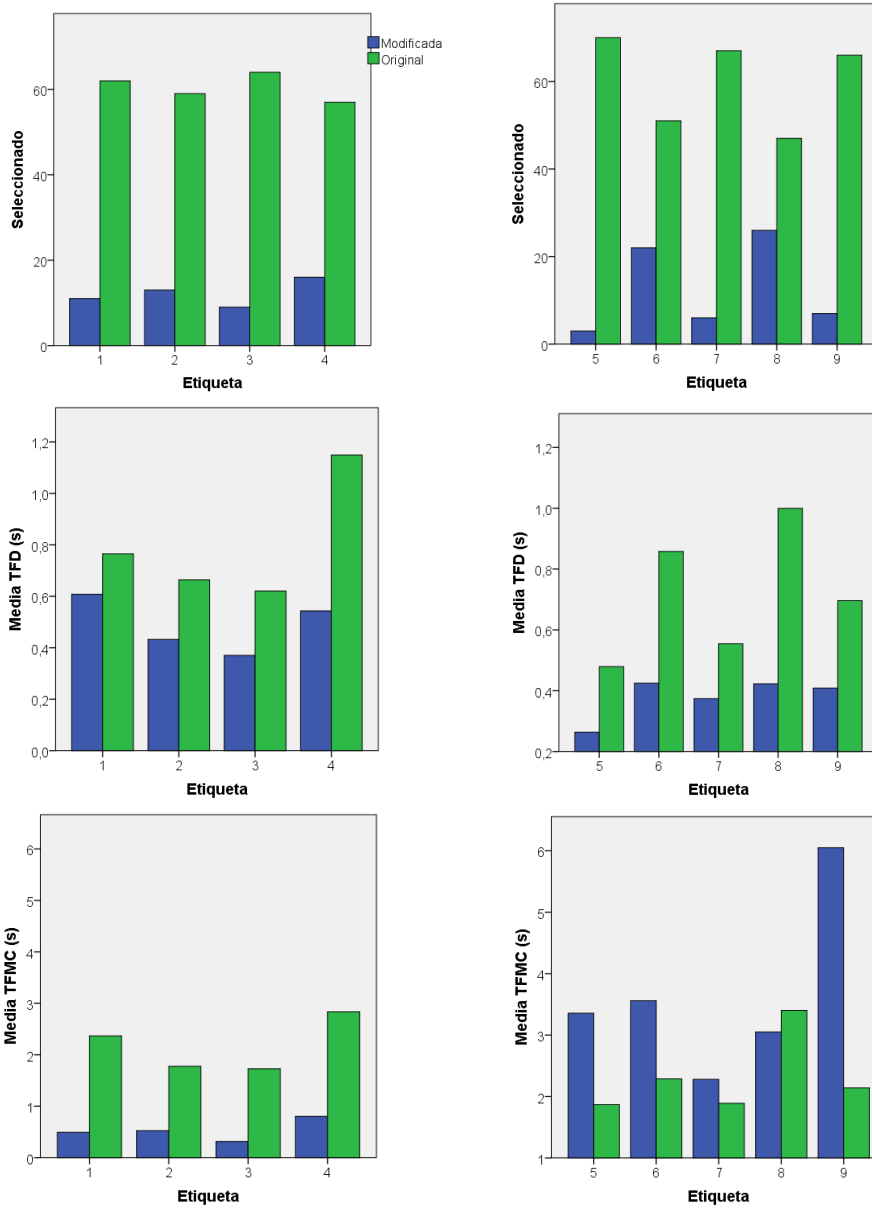 Modificada
Original
Seleccionado
60
40
20
0
1 2 3 4
Etiqueta
Seleccionado
60
40
20
0
5 6 7 8 9
Etiqueta
Media TFD (s)
1,2
1,0
0,8
0,6
0,4
0,2
0,0
1 2 3 4
Etiqueta
Media TFD (s)
1,2
1,0
0,8
0,6
0,4
0,2
5 6 7 8 9
Etiqueta
Media TFMC (s)
6
5
4
3
2
1
0
1 2 3 4
Etiqueta
Media TFMC (s)
6
5
4
3
2
1
5 6 7 8 9
Etiqueta